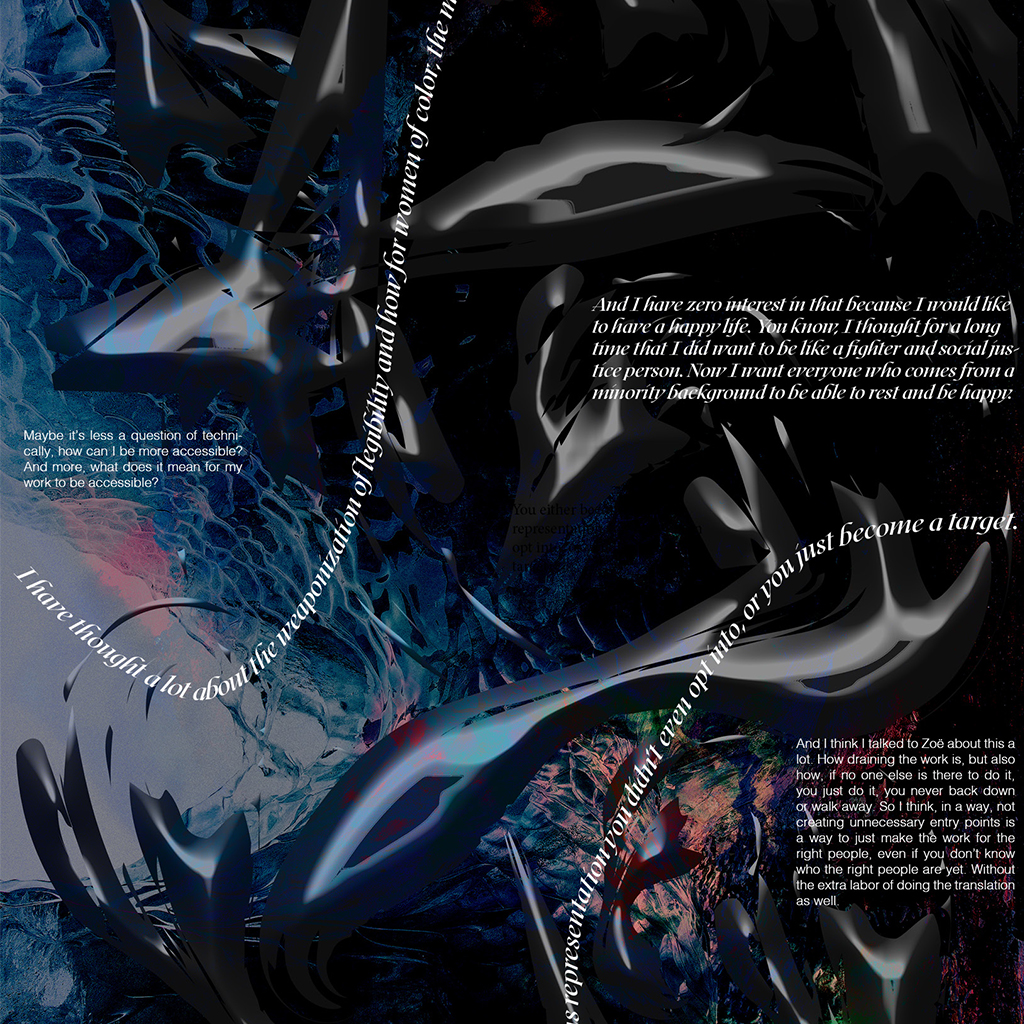 I have thought a lot about the weaponization of legibility and how for women of color, the
And I have zero interest in that because I would like
to have a happy life. You know, I thought for a long
time that I did want to be like a fighter and social jus-
tice person. Now I want everyone who comes from a
minority background to be able to rest and be happy.
Maybe it's less a question of techni-
cally, how can I be more accessible?
And more, what does it mean for my
work to be accessible?
You either
opt
representation you didn't even opt into, or you just become a target.
And I think I talked to Zoë about this a
lot. How draining the work is, but also
how, if no one else is there to do it,
you just do it, you never back down
or walk away. So I think, in a way, not
creating unnecessary entry points is
a way to just make the work for the
right people, even if you don't know
who the right people are yet. Without
the extra labor of doing the translation
as well